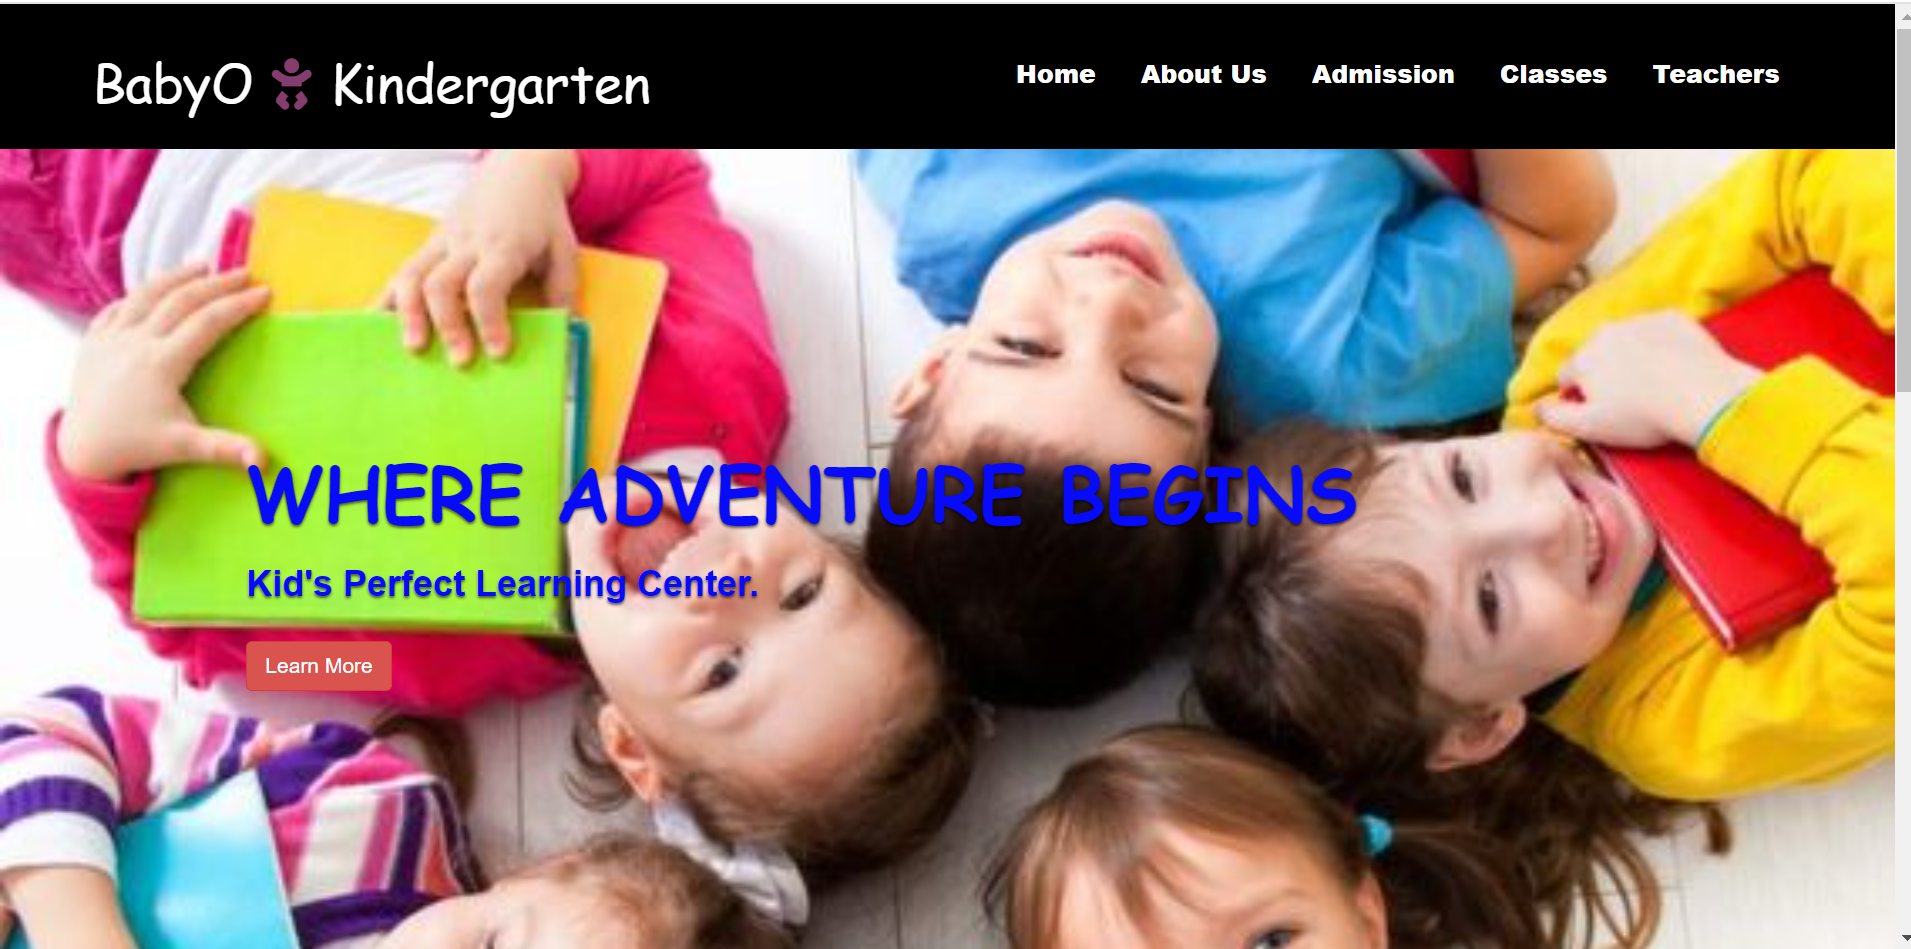 BabyO Kindergarten
Home About Us Admission Classes Teachers
WHERE ADVENTURE BEGINS
Kid's Perfect Learning Center.
Learn More